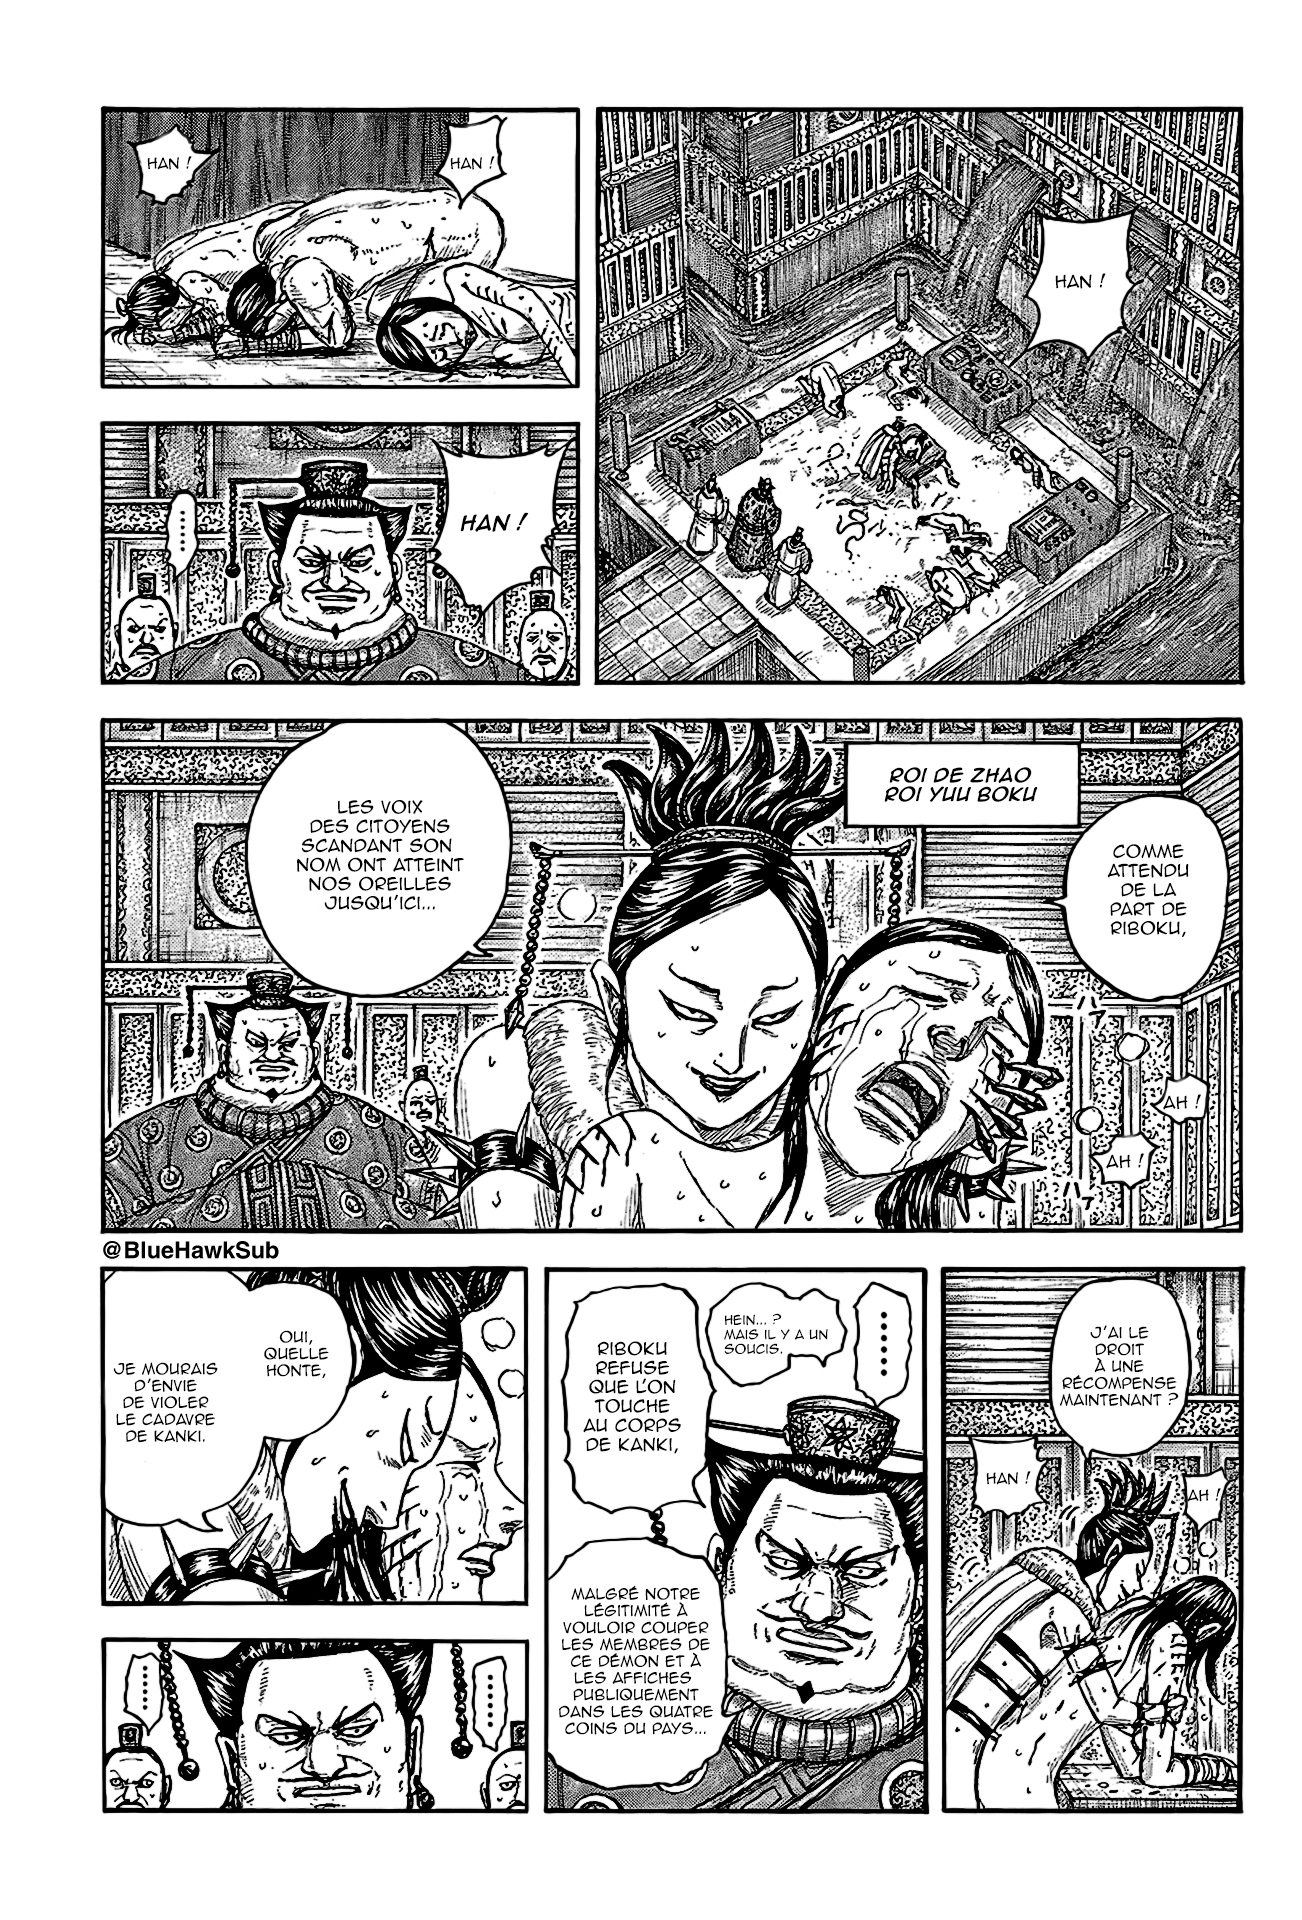 HAN !
HAN !
HAN !
HAN !
......
ROI DE ZHAO
ROI YUU BOKU
COMME
ATTENDU
DE LA
PART DE
RIBOKU,
LES VOIX
DES CITOYENS
SCANDANT SON
NOM ONT ATTEINT
NOS OREILLES
JUSQU'ICI...
ハァ
AH !
AH !
ハァ
@BlueHawkSub
J'AI LE
DROIT
À UNE
RÉCOMPENSE
MAINTENANT ?
HAN !
AH !
......
HEIN... ?
MAIS IL Y A UN
SOUCIS.
RIBOKU
REFUSE
QUE L'ON
TOUCHE
AU CORPS
DE KANKI,
MALGRÉ NOTRE
LÉGITIMITÉ À
VOULOIR COUPER
LES MEMBRES DE
CE DÉMON ET À
LES AFFICHES
PUBLIQUEMENT
DANS LES QUATRE
COINS DU PAYS...
OUI,
QUELLE
HONTE,
JE MOURAIS
D'ENVIE
DE VIOLER
LE CADAVRE
DE KANKI.
......
......